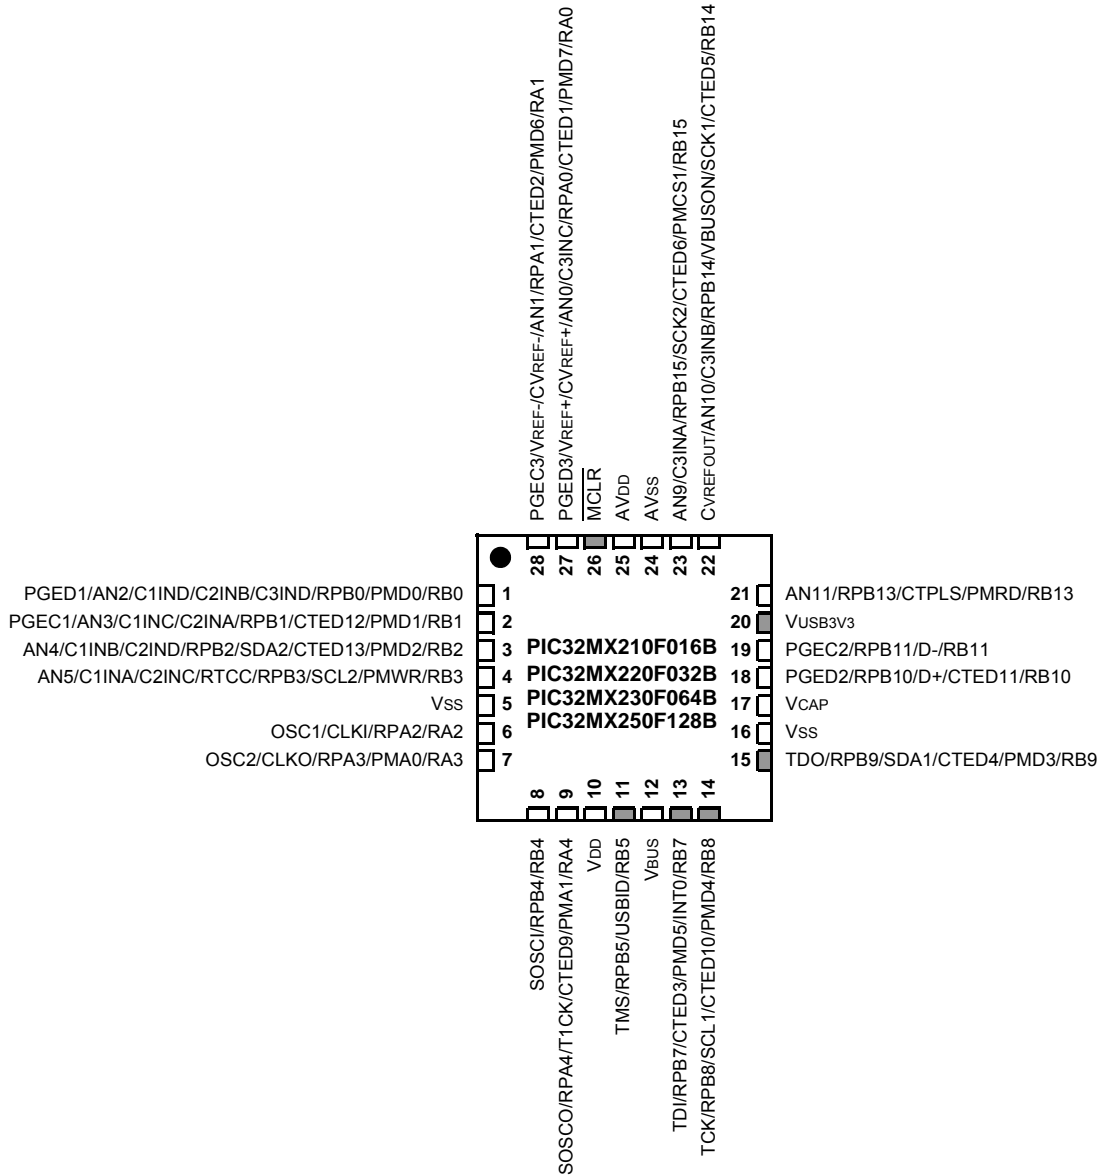 PGEC3/VREF-/CVREF-/AN1/RPA1/CTED2/PMD6/RA1
PGED3/VREF+/CVREF+/AN0/C3INC/RPA0/CTED1/PMD7/RA0
MCLR
AVDD
AVSS
AN9/C3INA/RPB15/SCK2/CTED6/PMCS1/RB15
CVREFOUT/AN10/C3INB/RPB14/VBUSON/SCK1/CTED5/RB14
28
27
26
25
24
23
22
PGED1/AN2/C1IND/C2INB/C3IND/RPB0/PMD0/RB0 1
PGEC1/AN3/C1INC/C2INA/RPB1/CTED12/PMD1/RB1 2
AN4/C1INB/C2IND/RPB2/SDA2/CTED13/PMD2/RB2 3
AN5/C1INA/C2INC/RTCC/RPB3/SCL2/PMWR/RB3 4
VSS 5
OSC1/CLKI/RPA2/RA2 6
OSC2/CLKO/RPA3/PMA0/RA3 7
PIC32MX210F016B
PIC32MX220F032B
PIC32MX230F064B
PIC32MX250F128B
21 AN11/RPB13/CTPLS/PMRD/RB13
20 VUSB3V3
19 PGEC2/RPB11/D-/RB11
18 PGED2/RPB10/D+/CTED11/RB10
17 VCAP
16 VSS
15 TDO/RPB9/SDA1/CTED4/PMD3/RB9
8
9
10
11
12
13
14
SOSCI/RPB4/RB4
SOSCO/RPA4/T1CK/CTED9/PMA1/RA4
VDD
TMS/RPB5/USBID/RB5
VBUS
TDI/RPB7/CTED3/PMD5/INT0/RB7
TCK/RPB8/SCL1/CTED10/PMD4/RB8